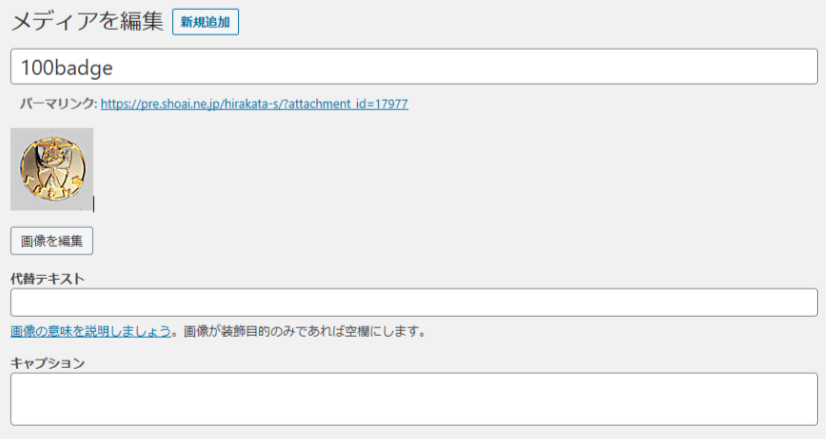 メディアを編集 新規追加
100badge
パーマリンク: https://pre.shoai.ne.jp/hirakata-s/?attachment_id=17977
画像を編集
代替テキスト
画像の意味を説明しましょう。画像が装飾目的のみであれば空欄にします。
キャプション